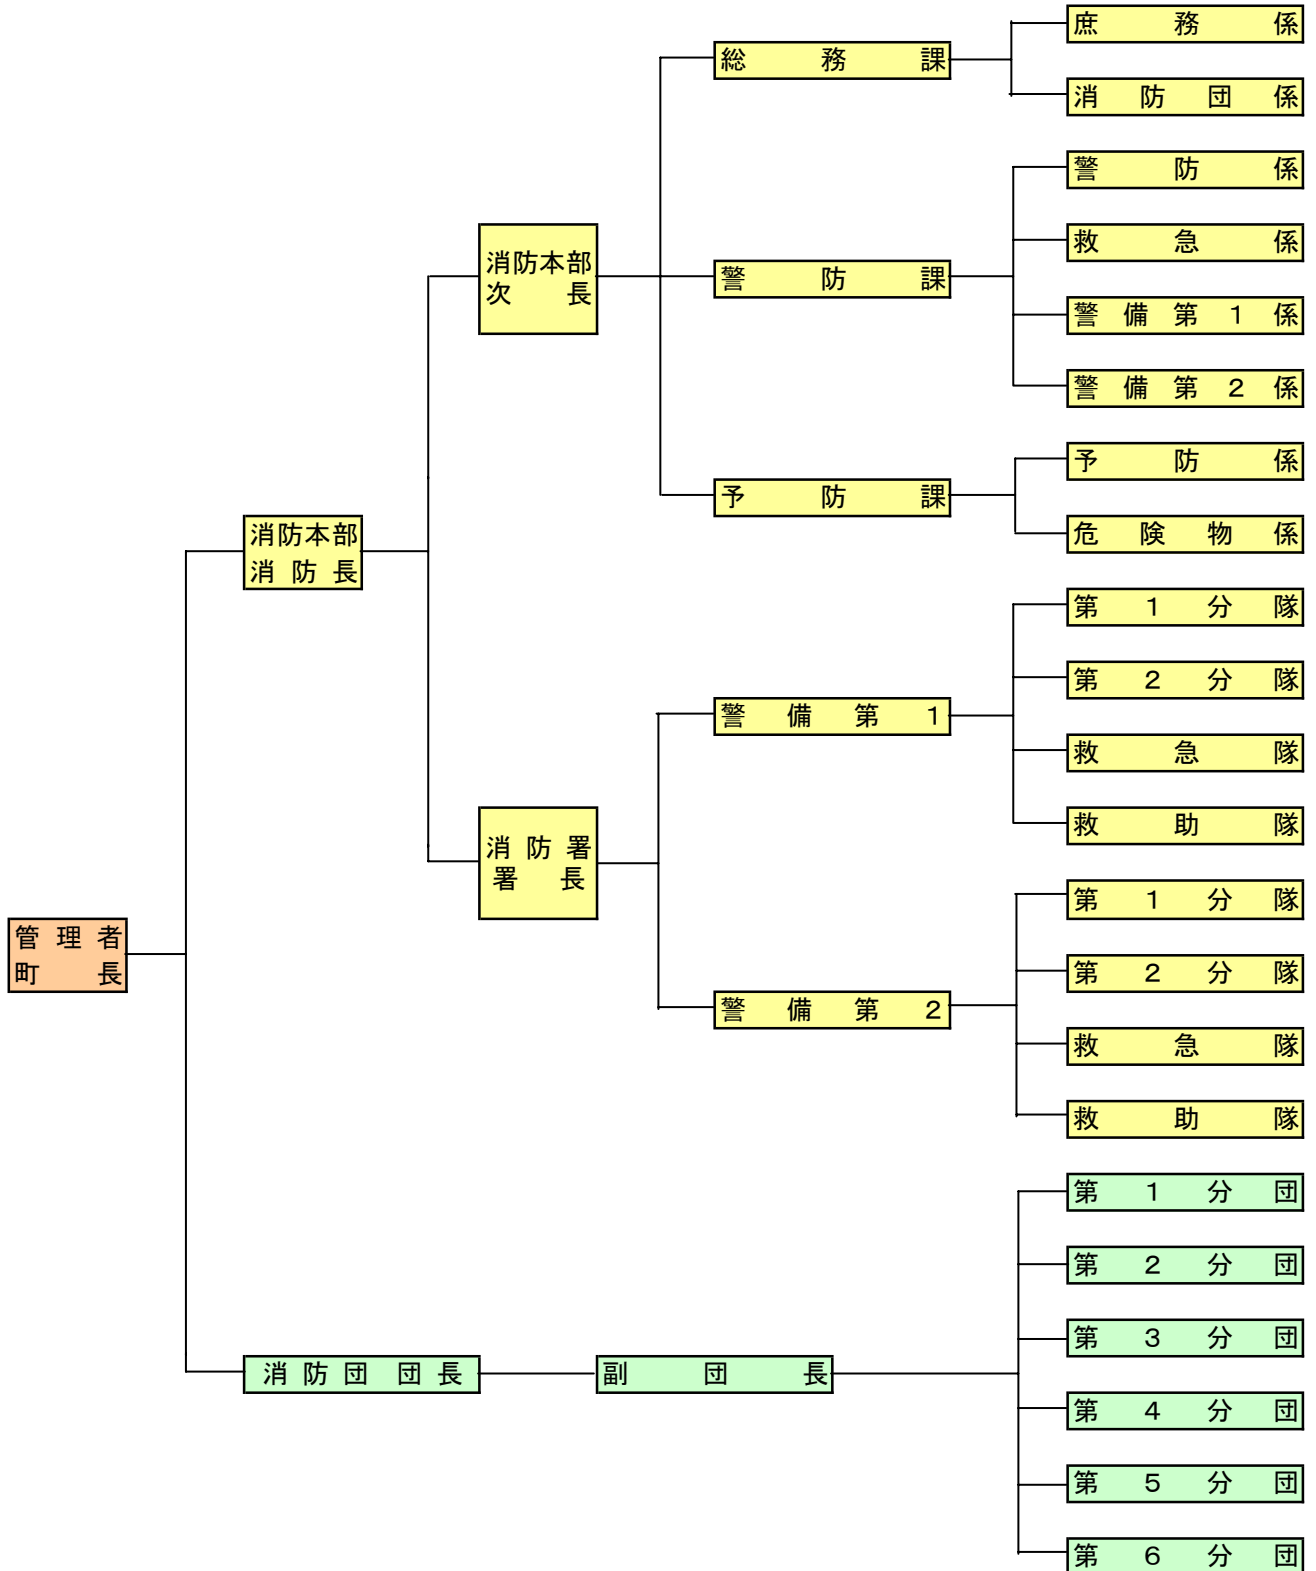 庶務係
総務課
消防団係
警防係
救急係
消防本部
次長
警防課
警備第１係
警備第２係
予防係
予防課
危険物係
消防本部
消防長
第１分隊
第２分隊
警備第１
救急隊
救助隊
消防署
署長
第１分隊
管理者
町長
第２分隊
警備第２
救急隊
救助隊
第１分団
第２分団
第３分団
消防団団長
副団長
第４分団
第５分団
第６分団